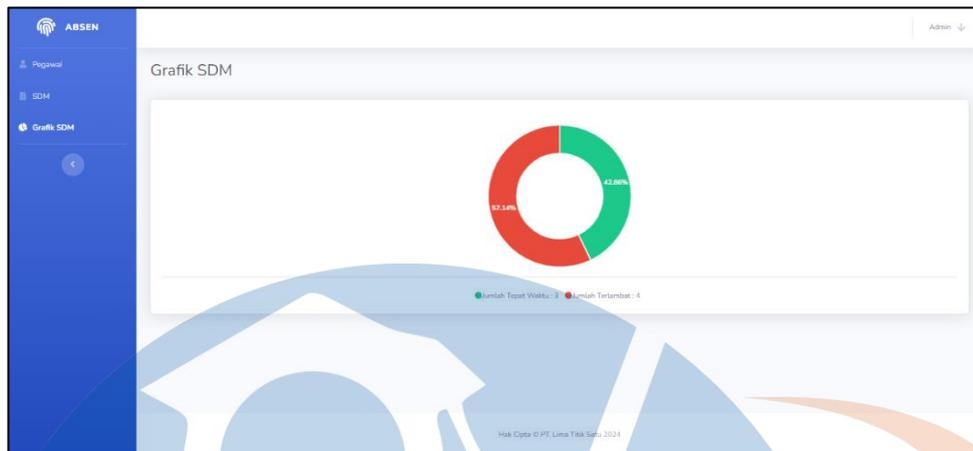 ABSEN
Admin
Pegawai
SDM
Grafik SDM
Grafik SDM
42.86%
57.14%
Jumlah Tepat Waktu : 3 Jumlah Terlambat : 4
Hak Cipta © PT. Lima Titik Satu 2024